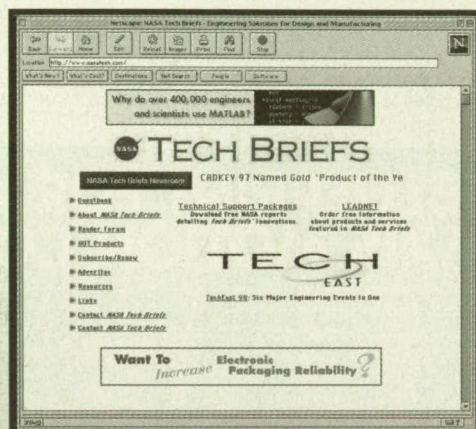 Netscape: NASA Tech Briefs - Engineering Solutions for Design and Manufacturing
Back Forward Home Edit Reload Images Print Find Stop
N
Location: http://www.nasatech.com/
What's New? What's Cool? Destinations Net Search People Software
Why do over 400,000 engineers
and scientists use MATLAB?
NASA TECH BRIEFS
NASA Tech Briefs Newsroom
CADKEY 97 Named Gold "Product of the Ye
Guestbook
About NASA Tech Briefs
Reader Forum
HOT Products
Subscribe/Renew
Advertise
Resources
Links
Contact NASA Tech Briefs
Contact NASA Tech Briefs
Technical Support Packages
Download free NASA reports
detailing Tech Briefs' innovations.
LEADNET
Order free information
about products and services
featured in NASA Tech Briefs
TECH
EAST
TechEast 98: Six Major Engineering Events in One
Want To Increase Electronic
Packaging Reliability?